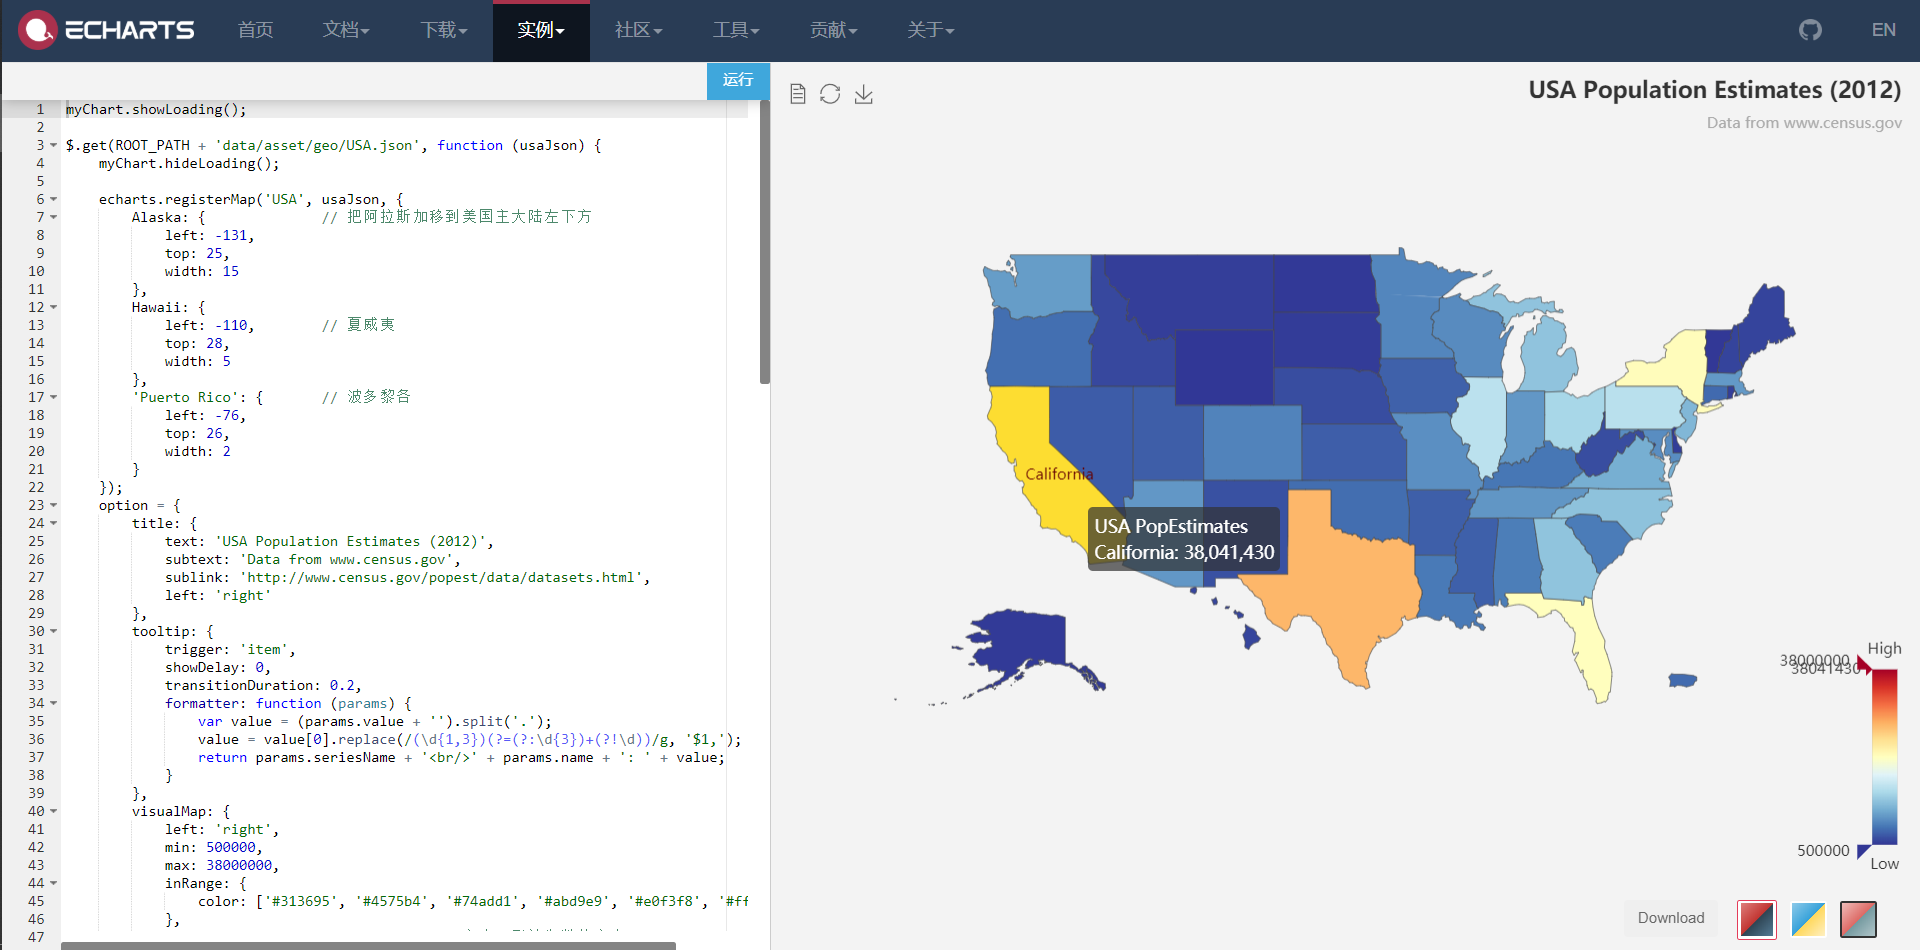 ECHARTS 首页 文档 下载 实例 社区 工具 贡献 关于 EN
运行
1 myChart.showLoading();
2
3 $.get(ROOT_PATH + 'data/asset/geo/USA.json', function (usaJson) {
4 myChart.hideLoading();
5
6 echarts.registerMap('USA', usaJson, {
7 Alaska: { // 把阿拉斯加移到美国主大陆左下方
8 left: -131,
9 top: 25,
10 width: 15
11 },
12 Hawaii: {
13 left: -110, // 夏威夷
14 top: 28,
15 width: 5
16 },
17 'Puerto Rico': { // 波多黎各
18 left: -76,
19 top: 26,
20 width: 2
21 }
22 });
23 option = {
24 title: {
25 text: 'USA Population Estimates (2012)',
26 subtext: 'Data from www.census.gov',
27 sublink: 'http://www.census.gov/popest/data/datasets.html',
28 left: 'right'
29 },
30 tooltip: {
31 trigger: 'item',
32 showDelay: 0,
33 transitionDuration: 0.2,
34 formatter: function (params) {
35 var value = (params.value + '').split('.');
36 value = value[0].replace(/(\d{1,3})(?=(?:\d{3})+(?!\d))/g, '$1,');
37 return params.seriesName + '<br/>' + params.name + ': ' + value;
38 }
39 },
40 visualMap: {
41 left: 'right',
42 min: 500000,
43 max: 38000000,
44 inRange: {
45 color: ['#313695', '#4575b4', '#74add1', '#abd9e9', '#e0f3f8', '#ff
46 },
47
USA Population Estimates (2012)
Data from www.census.gov
California
USA PopEstimates
California: 38,041,430
High
38000000
38041430
500000
Low
Download